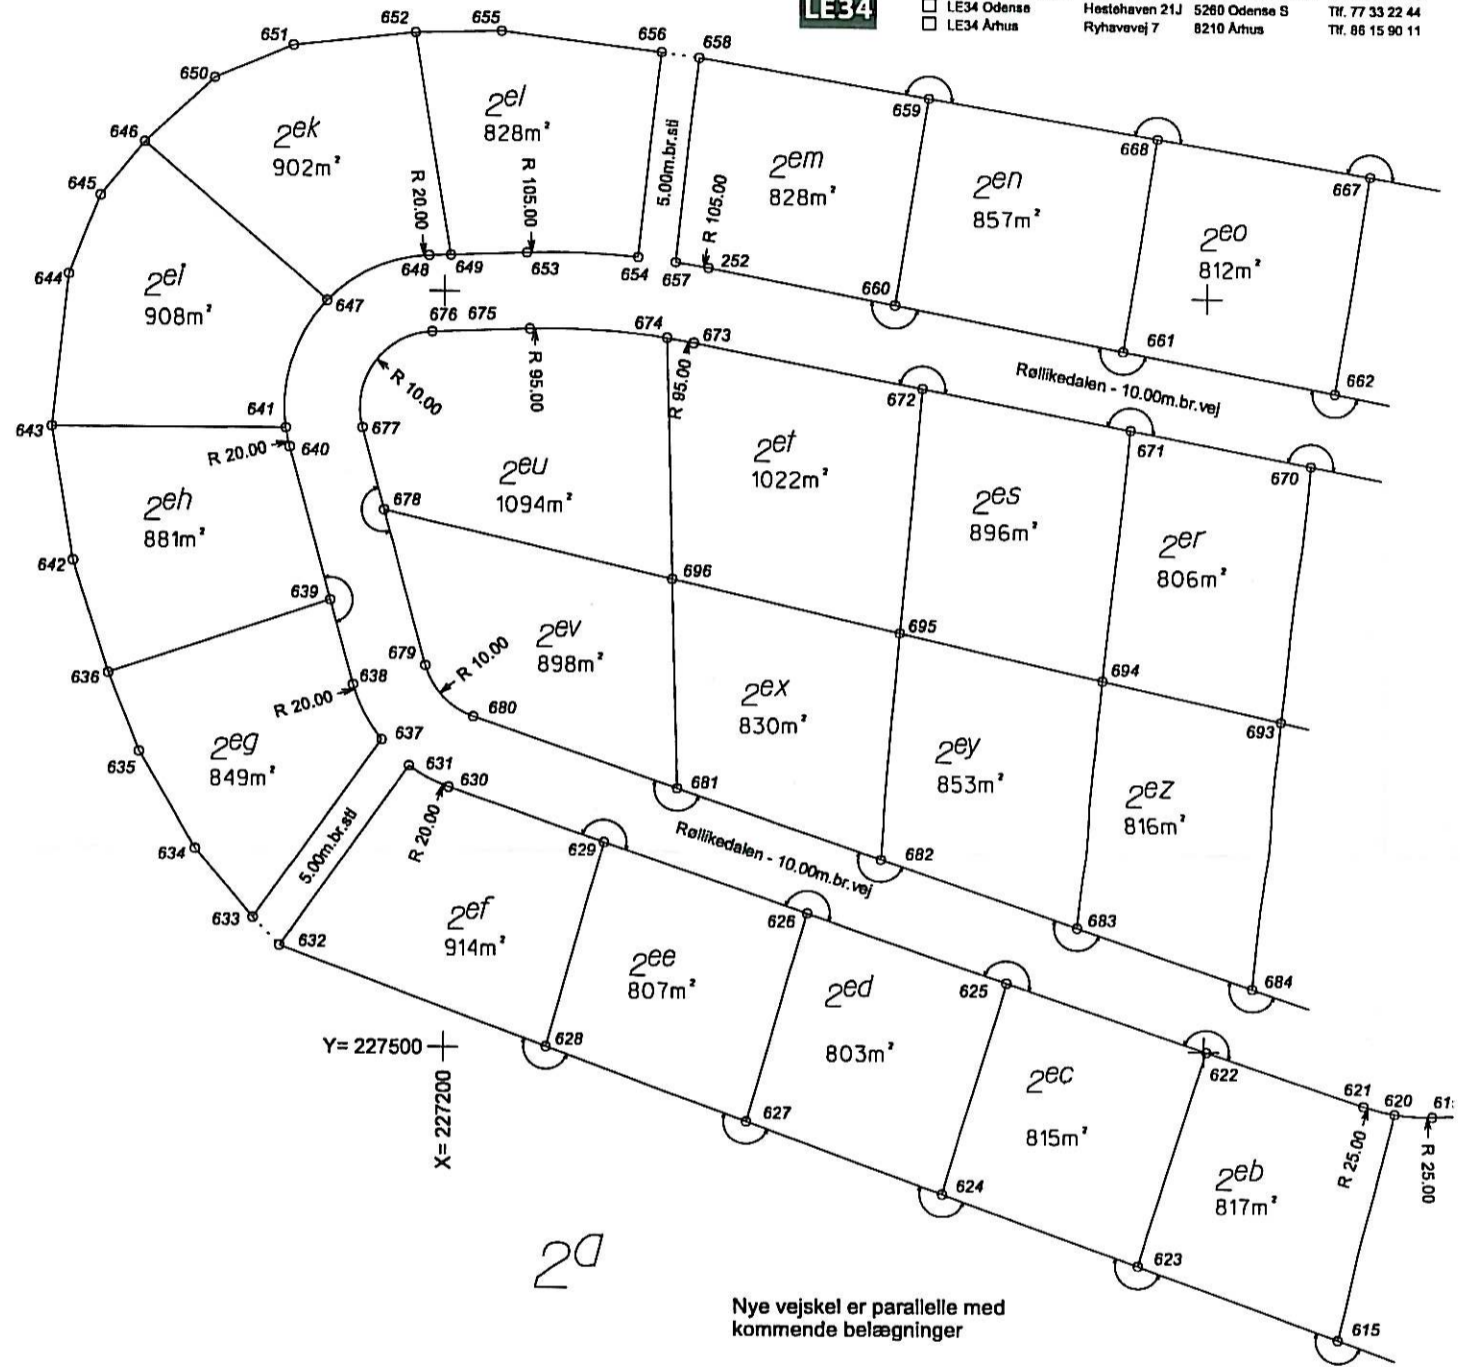 LE34
LE34 Odense Hestehaven 21J 5260 Odense S Tlf. 77 33 22 44
LE34 Århus Ryhavevej 7 8210 Århus Tlf. 86 15 90 11
652
655
651
656
658
650
659
646
668
667
645
2ek
902m²
2el
828m²
5.00m.br.sti
2em
828m²
2en
857m²
2eo
812m²
R 20.00
R 105.00
R 105.00
644
2ei
908m²
648
649
653
654
657
252
660
647
676
675
674
673
661
662
Røllikedalen - 10.00m.br.vej
R 10.00
R 95.00
R 95.00
672
671
670
643
641
640
R 20.00
677
2eu
1094m²
2et
1022m²
2es
896m²
2er
806m²
2eh
881m²
678
642
639
696
695
694
693
636
679
R 10.00
2ev
898m²
2ex
830m²
2ey
853m²
2ez
816m²
638
R 20.00
680
637
635
2eg
849m²
631
630
681
682
683
684
Røllikedalen - 10.00m.br.vej
634
5.00m.br.sti
R 20.00
629
626
625
633
632
2ef
914m²
2ee
807m²
2ed
803m²
2ec
815m²
2eb
817m²
622
621
620
61:
R 25.00
R 25.00
Y= 227500
X= 227200
628
627
624
623
615
2a
Nye vejskel er parallelle med
kommende belægninger